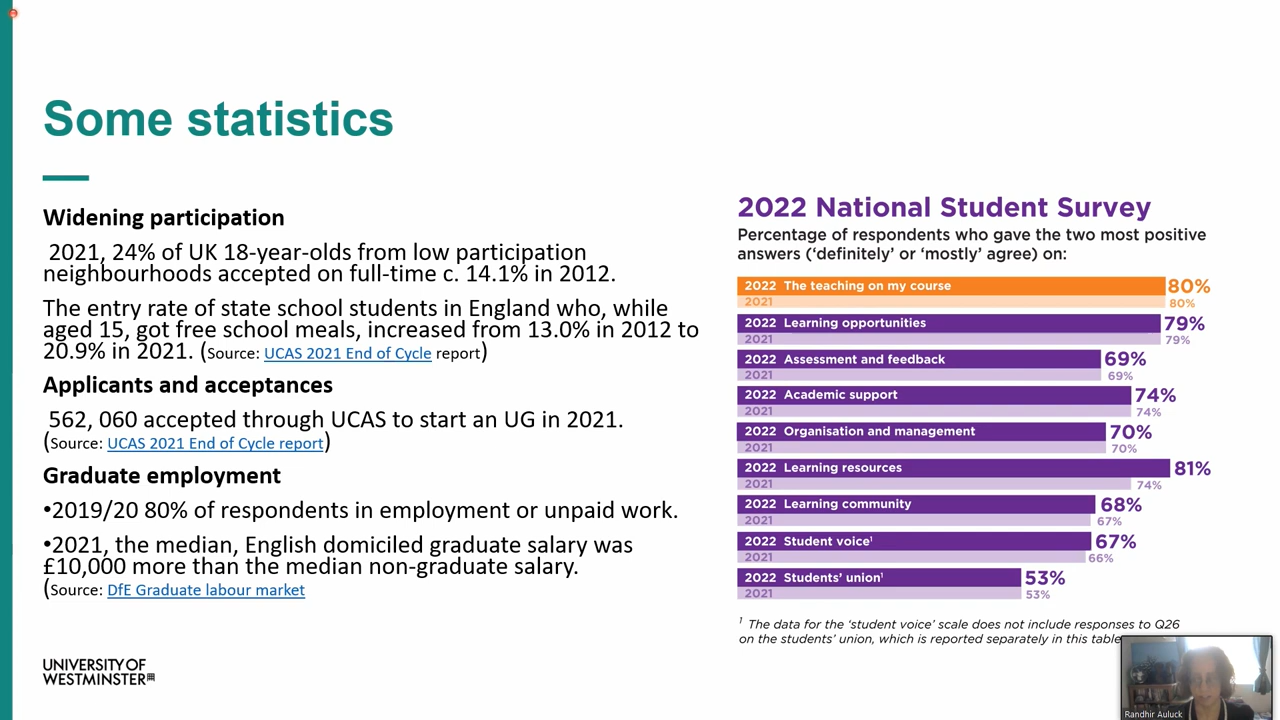 Some statistics
Widening participation
2021, 24% of UK 18-year-olds from low participation
neighbourhoods accepted on full-time c. 14.1% in 2012.
The entry rate of state school students in England who, while
aged 15, got free school meals, increased from 13.0% in 2012 to
20.9% in 2021. (Source: UCAS 2021 End of Cycle report)
Applicants and acceptances
562, 060 accepted through UCAS to start an UG in 2021.
(Source: UCAS 2021 End of Cycle report)
Graduate employment
•2019/20 80% of respondents in employment or unpaid work.
•2021, the median, English domiciled graduate salary was
£10,000 more than the median non-graduate salary.
(Source: DfE Graduate labour market
UNIVERSITY OF
WESTMINSTER
2022 National Student Survey
Percentage of respondents who gave the two most positive
answers (‘definitely’ or ‘mostly’ agree) on:
2022 The teaching on my course 80%
2021 80%
2022 Learning opportunities 79%
2021 79%
2022 Assessment and feedback 69%
2021 69%
2022 Academic support 74%
2021 74%
2022 Organisation and management 70%
2021 70%
2022 Learning resources 81%
2021 74%
2022 Learning community 68%
2021 67%
2022 Student voice¹ 67%
2021 66%
2022 Students’ union¹ 53%
2021 53%
¹ The data for the ‘student voice’ scale does not include responses to Q26
on the students’ union, which is reported separately in this table
Randhir Auluck